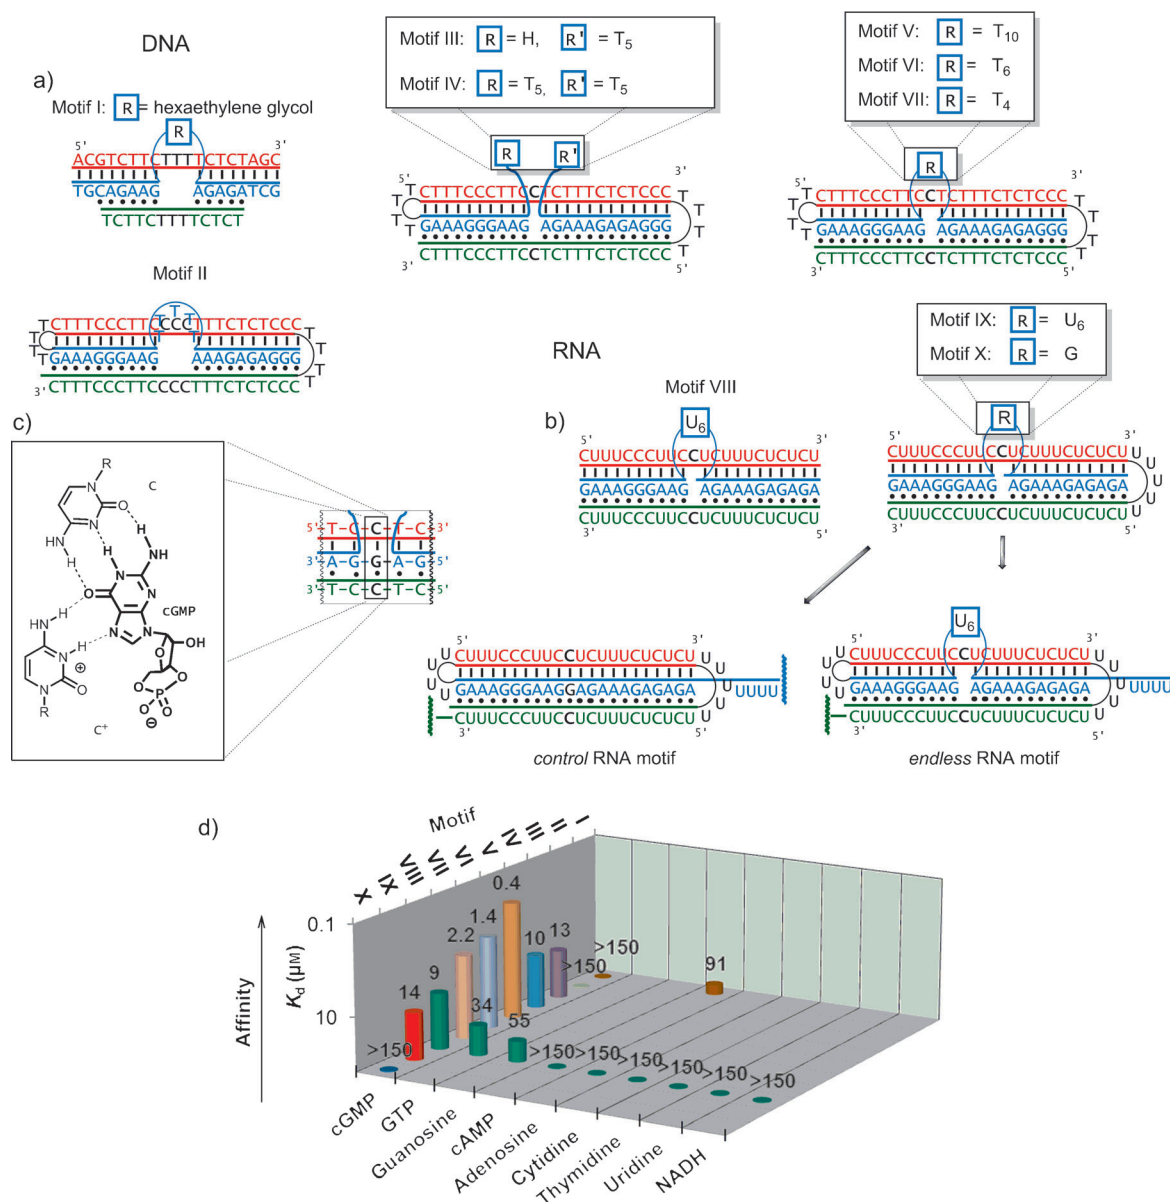 DNA
a)
Motif I: R = hexaethylene glycol
R
5' 3'
ACGTCTTCTTTTCTCTAGC
TGCAGAAG AGAGATCG
TCTTCTTTTCTCT
Motif III: R = H, R' = T5
Motif IV: R = T5, R' = T5
R R'
3'
5'
T CTTTCCCTTCCTCTTTCTCTCCC T
T T
T GAAAGGGAAG AGAAAGAGAGGG T
T T
CTTTCCCTTCCTCTTTCTCTCCC T
3' 5'
Motif V: R = T10
Motif VI: R = T6
Motif VII: R = T4
R
3'
5'
T CTTTCCCTTCCTCTTTCTCTCCC T
T T
T GAAAGGGAAG AGAAAGAGAGGG T
T T
CTTTCCCTTCCTCTTTCTCTCCC T
3' 5'
Motif II
CTTTCCCTTCCCCTTTCTCTCCC
GAAAGGGAAG AAAGAGAGGG
3' CTTTCCCTTCCCCTTTCTCTCCC
RNA
b)
Motif VIII
U6
5' 3'
CUUUCCCUUCCUCUUUCUCUCU
GAAAGGGAAG AGAAAGAGAGA
CUUUCCCUUCCUCUUUCUCUCU
Motif IX: R = U6
Motif X: R = G
R
5' 3'
CUUUCCCUUCCUCUUUCUCUCU
GAAAGGGAAG AGAAAGAGAGA
CUUUCCCUUCCUCUUUCUCUCU
3' 5'
c)
R
N
C
O
N
H
NH H N NH
O N N
cGMP
N N
NH H
O OH
N H
⊕
N O
R
C+
O O
P
O O
⊖
5' T-C-C-T-C-3'
3' A-G-G-A-G-5'
3' T-C-C-T-C-5'
5' 3'
CUUUCCCUUCCUCUUUCUCUCU
GAAAGGGAAGGAGAAAGAGAGA UUUU
CUUUCCCUUCCUCUUUCUCUCU
3' 5'
control RNA motif
U6
5' 3'
CUUUCCCUUCCUCUUUCUCUCU
GAAAGGGAAG AGAAAGAGAGA UUUU
CUUUCCCUUCCUCUUUCUCUCU
3' 5'
endless RNA motif
d)
Motif
X IX VIII VII VI V IV III II I
Affinity
Kd (µM)
0.1
10
>150
14
9
2.2
1.4
0.4
10
13
>150
>150
34
55
91
>150
>150
>150
>150
>150
>150
cGMP
GTP
Guanosine
cAMP
Adenosine
Cytidine
Thymidine
Uridine
NADH